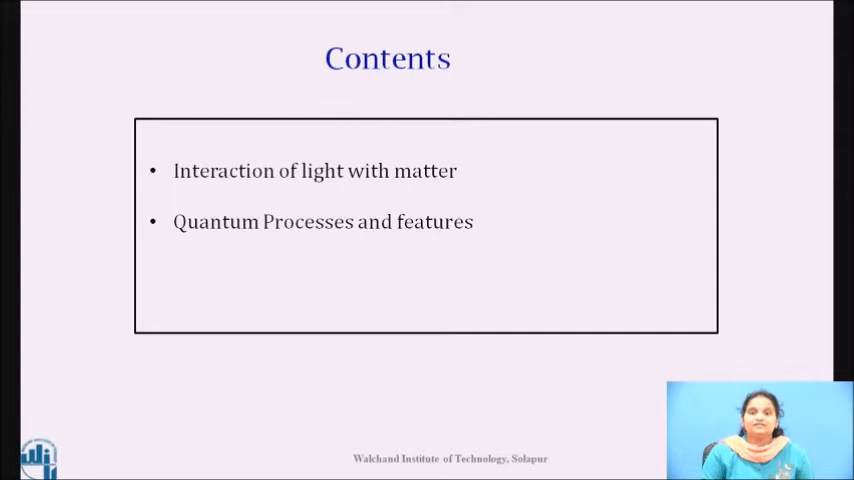 Contents
• Interaction of light with matter
• Quantum Processes and features
Walchand Institute of Technology, Solapur